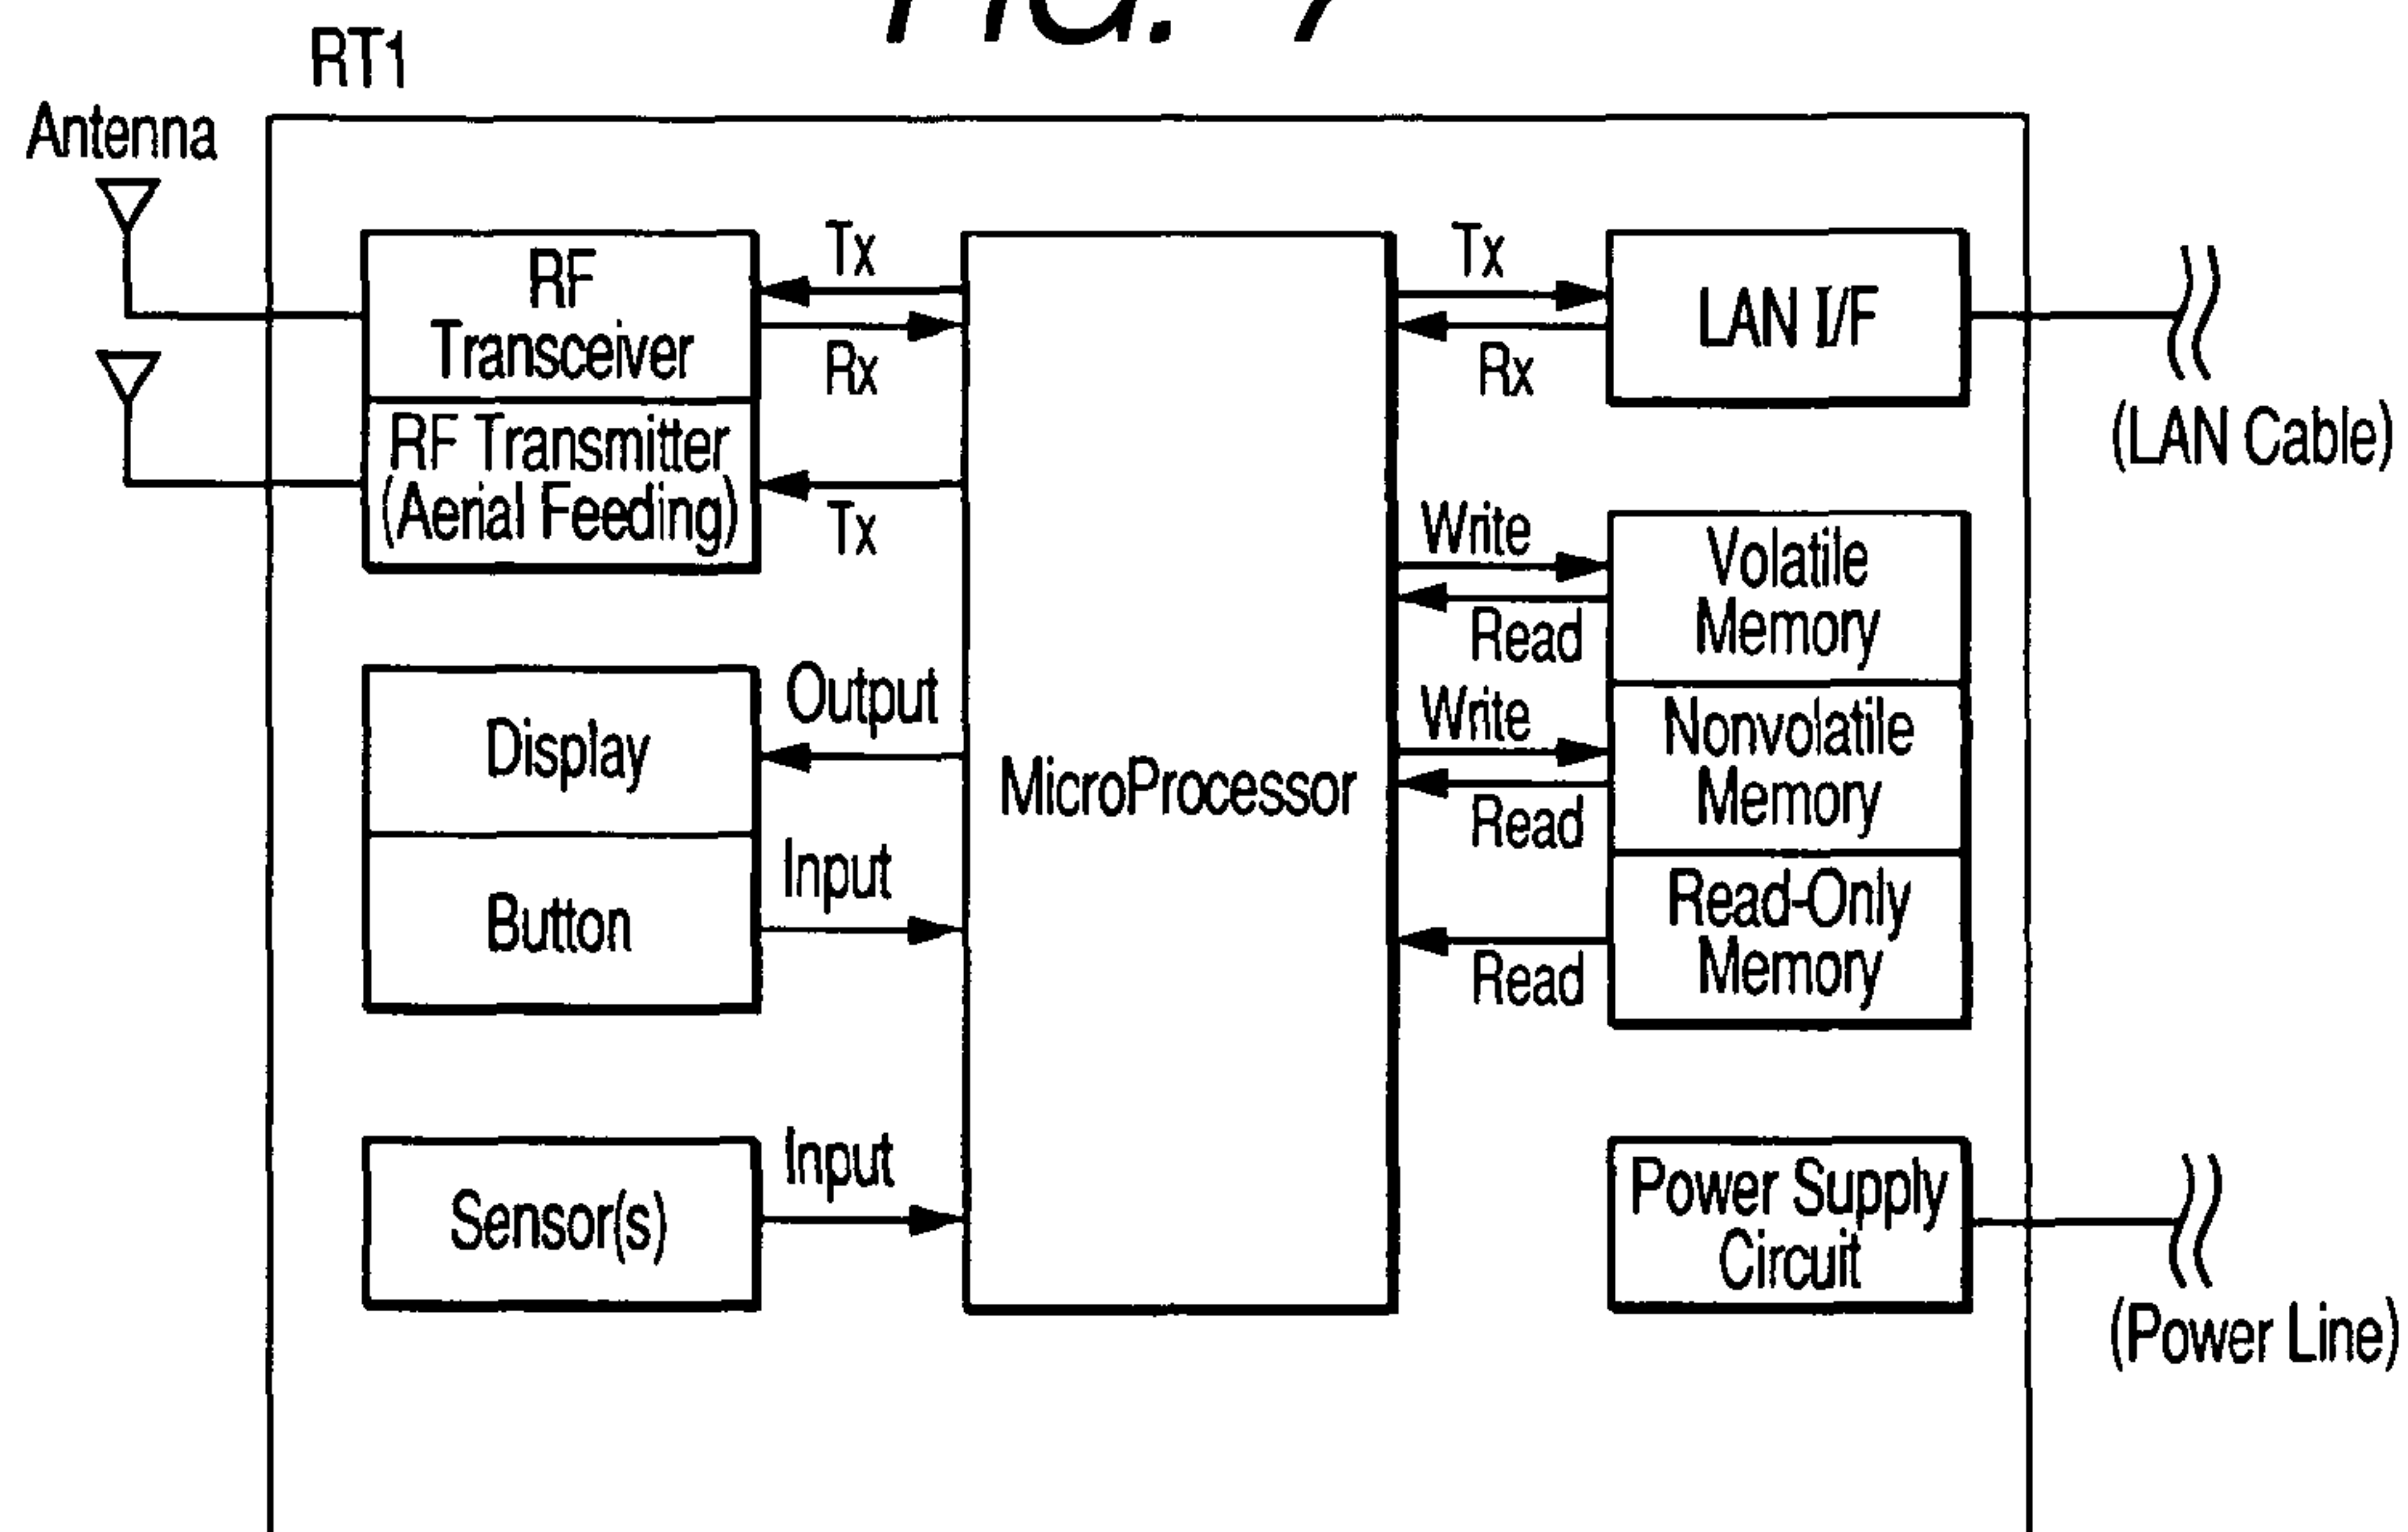 FIG. 7
RT1
Antenna
RF
Transceiver
Tx
Rx
RF Transmitter
(Aerial Feeding)
Tx
Display
Output
Button
Input
Sensor(s)
Input
MicroProcessor
Tx
Rx
LAN I/F
(LAN Cable)
Write
Read
Volatile
Memory
Write
Read
Nonvolatile
Memory
Read
Read-Only
Memory
Power Supply
Circuit
(Power Line)